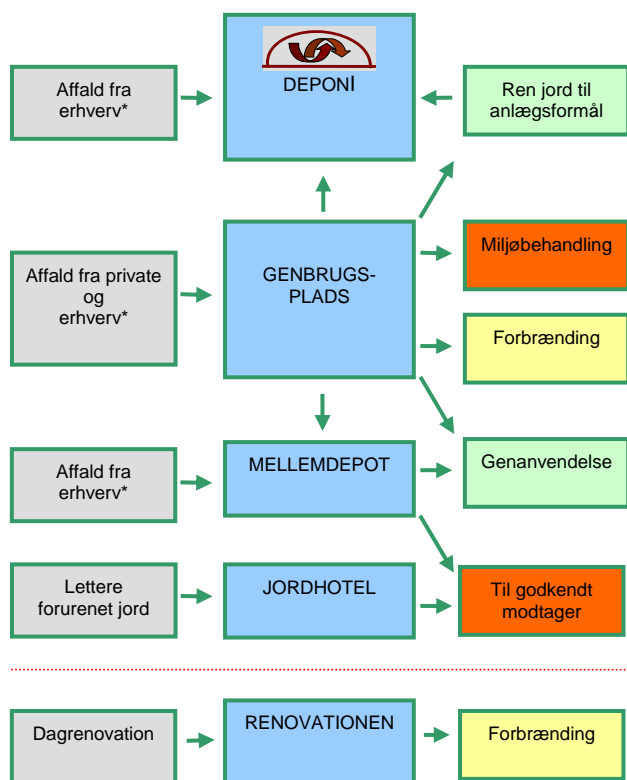 Affald fra
erhverv*
DEPONI
Ren jord til
anlægsformål
Affald fra private
og
erhverv*
GENBRUGS-
PLADS
Miljøbehandling
Forbrænding
Affald fra
erhverv*
MELLEMDEPOT
Genanvendelse
Lettere
forurenet jord
JORDHOTEL
Til godkendt
modtager
Dagrenovation
RENOVATIONEN
Forbrænding